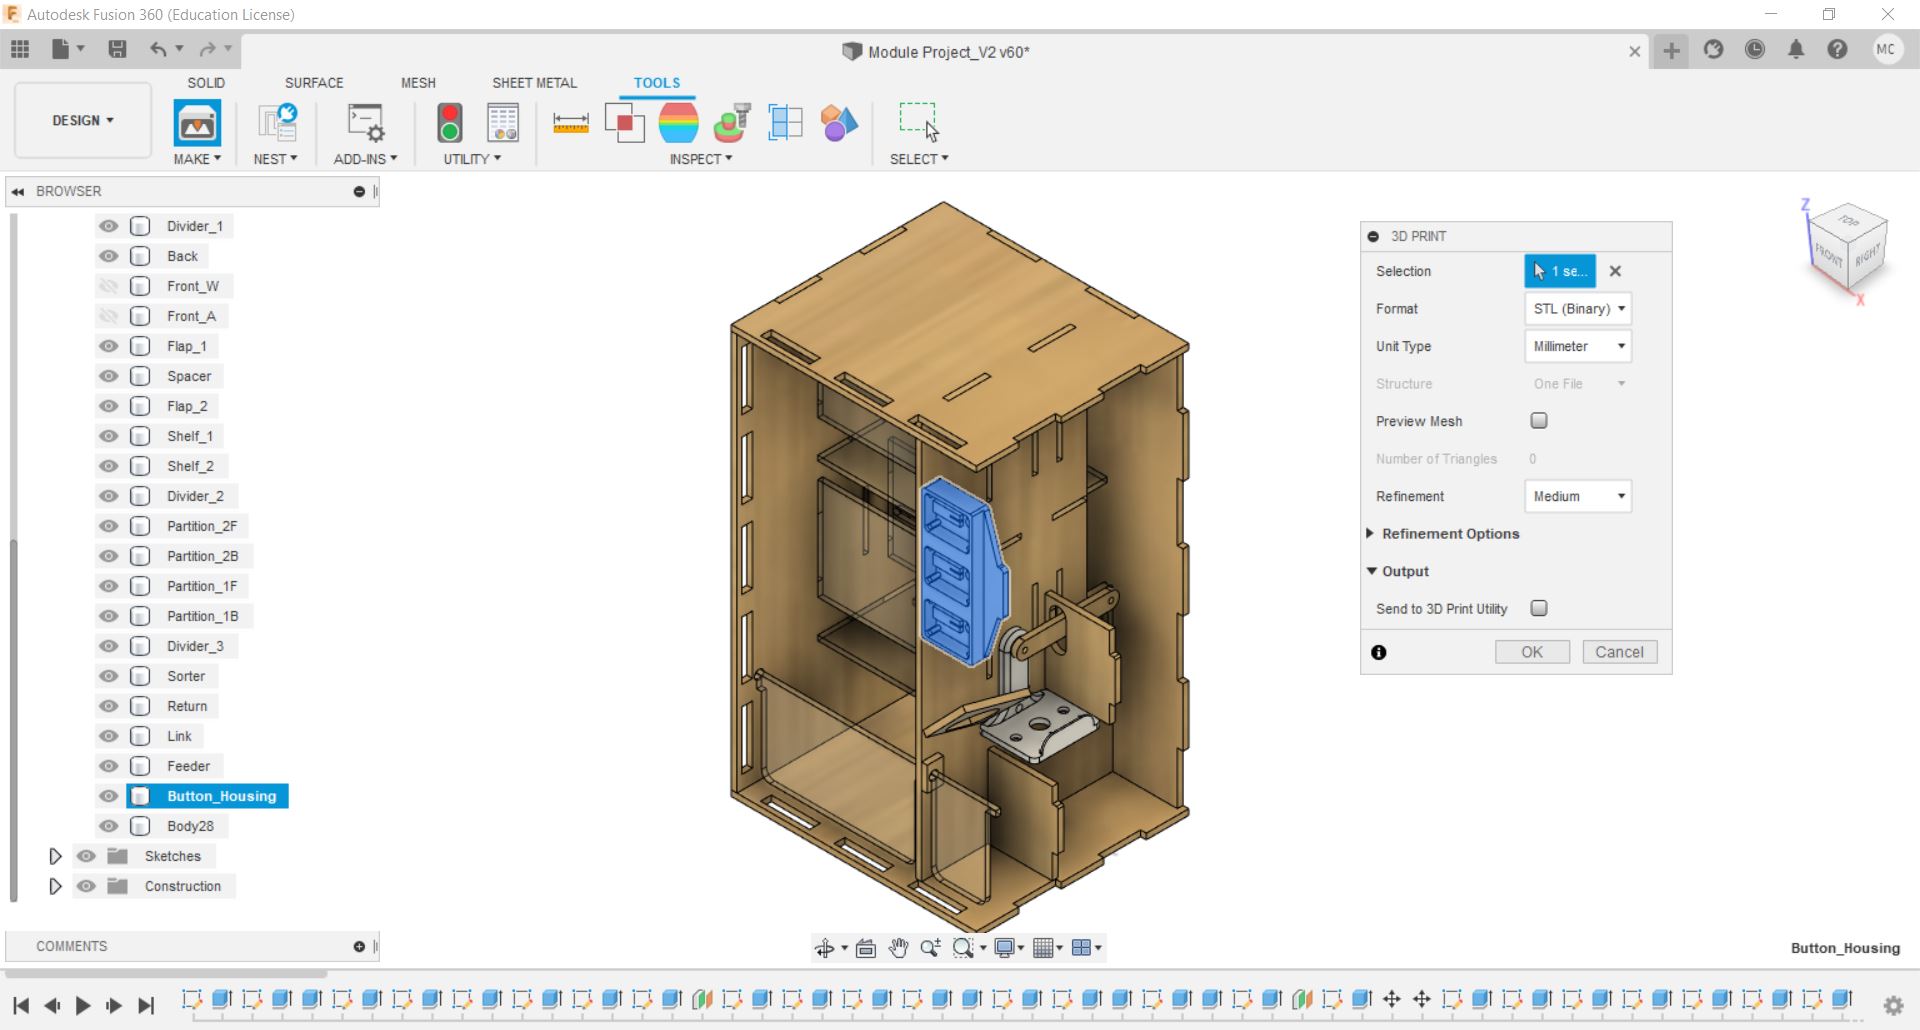 Autodesk Fusion 360 (Education License)
Module Project_V2 v60*
MC
SOLID SURFACE MESH SHEET METAL TOOLS
DESIGN
MAKE NEST ADD-INS UTILITY INSPECT SELECT
BROWSER
Divider_1
Back
Front_W
Front_A
Flap_1
Spacer
Flap_2
Shelf_1
Shelf_2
Divider_2
Partition_2F
Partition_2B
Partition_1F
Partition_1B
Divider_3
Sorter
Return
Link
Feeder
Button_Housing
Body28
Sketches
Construction
COMMENTS
3D PRINT
Selection 1 se...
Format STL (Binary)
Unit Type Millimeter
Structure One File
Preview Mesh
Number of Triangles 0
Refinement Medium
Refinement Options
Output
Send to 3D Print Utility
OK Cancel
Z
TOP
FRONT RIGHT
X
Button_Housing